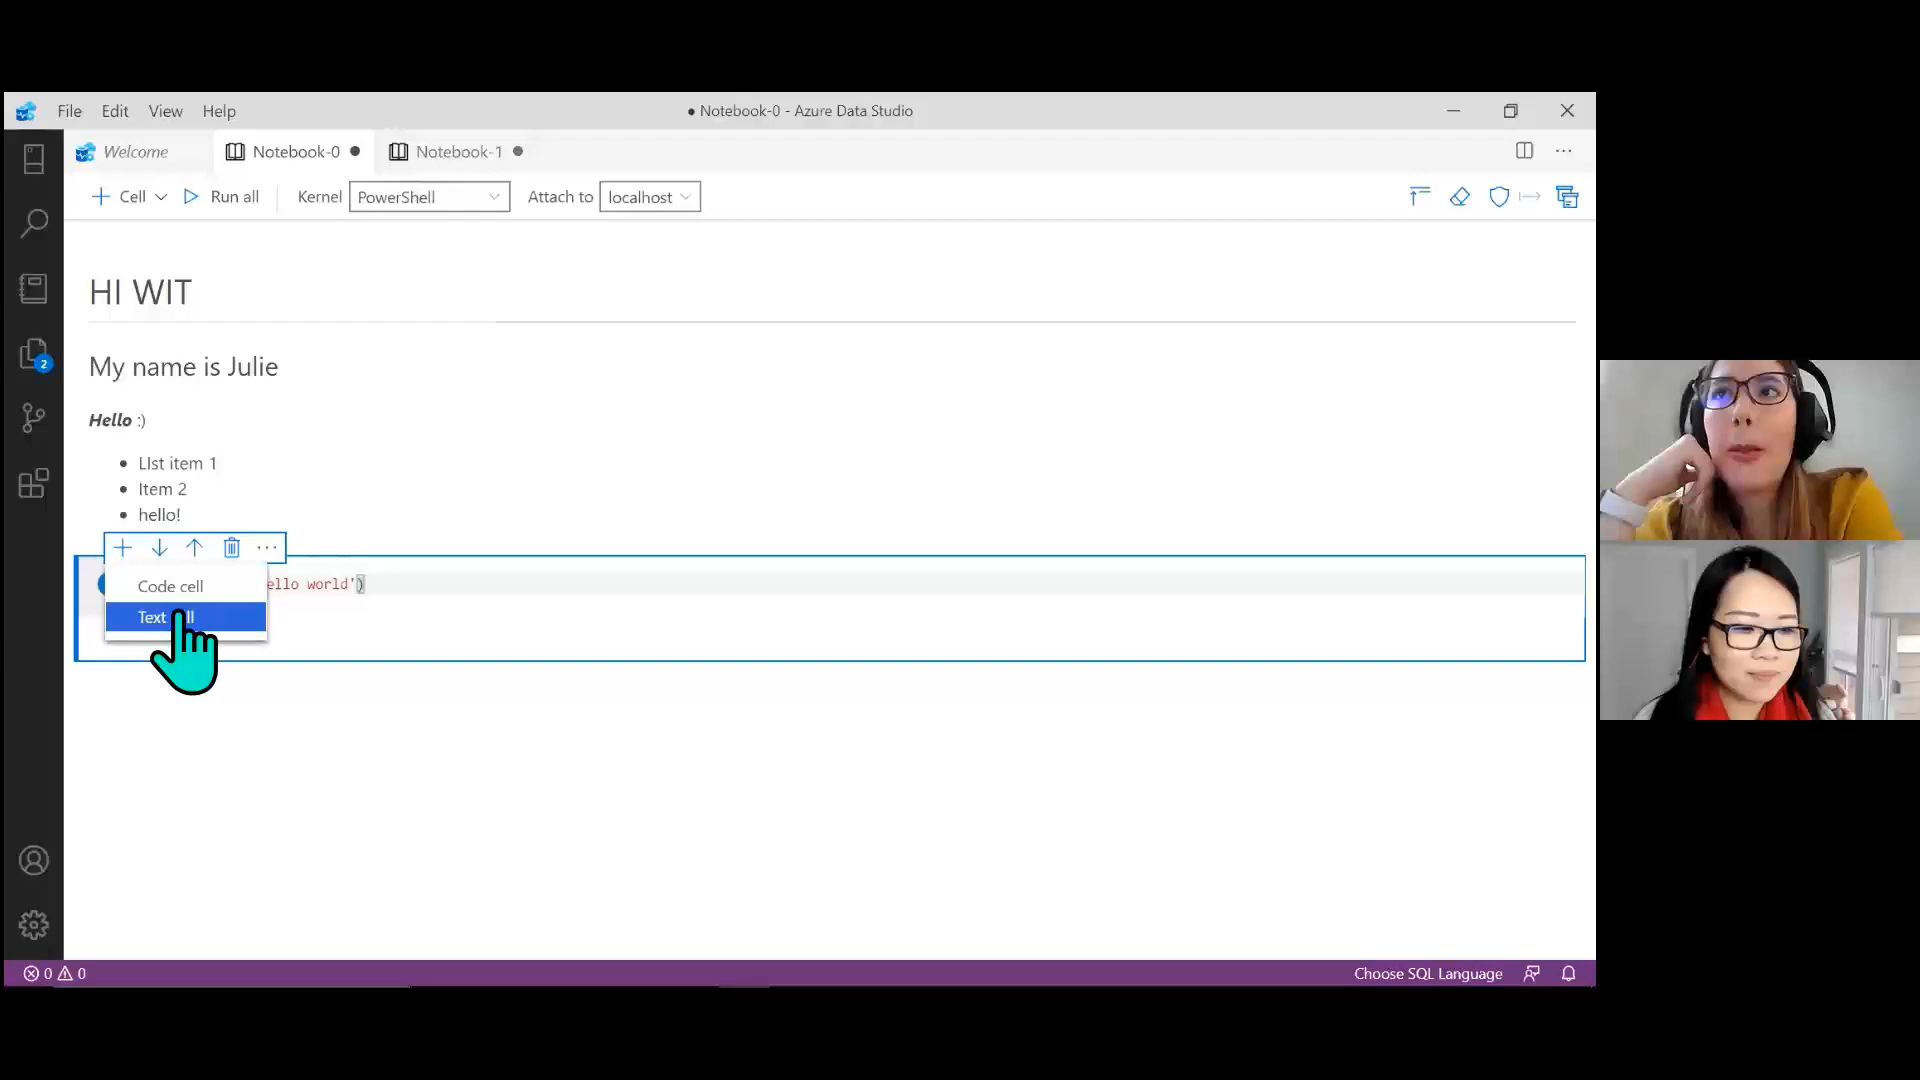 File Edit View Help
● Notebook-0 - Azure Data Studio
Welcome Notebook-0 ● Notebook-1 ●
Cell Run all Kernel PowerShell Attach to localhost
HI WIT
My name is Julie
Hello :)
• LIst item 1
• Item 2
• hello!
2
Code cell
ello world')
Text ll
0 0 Choose SQL Language